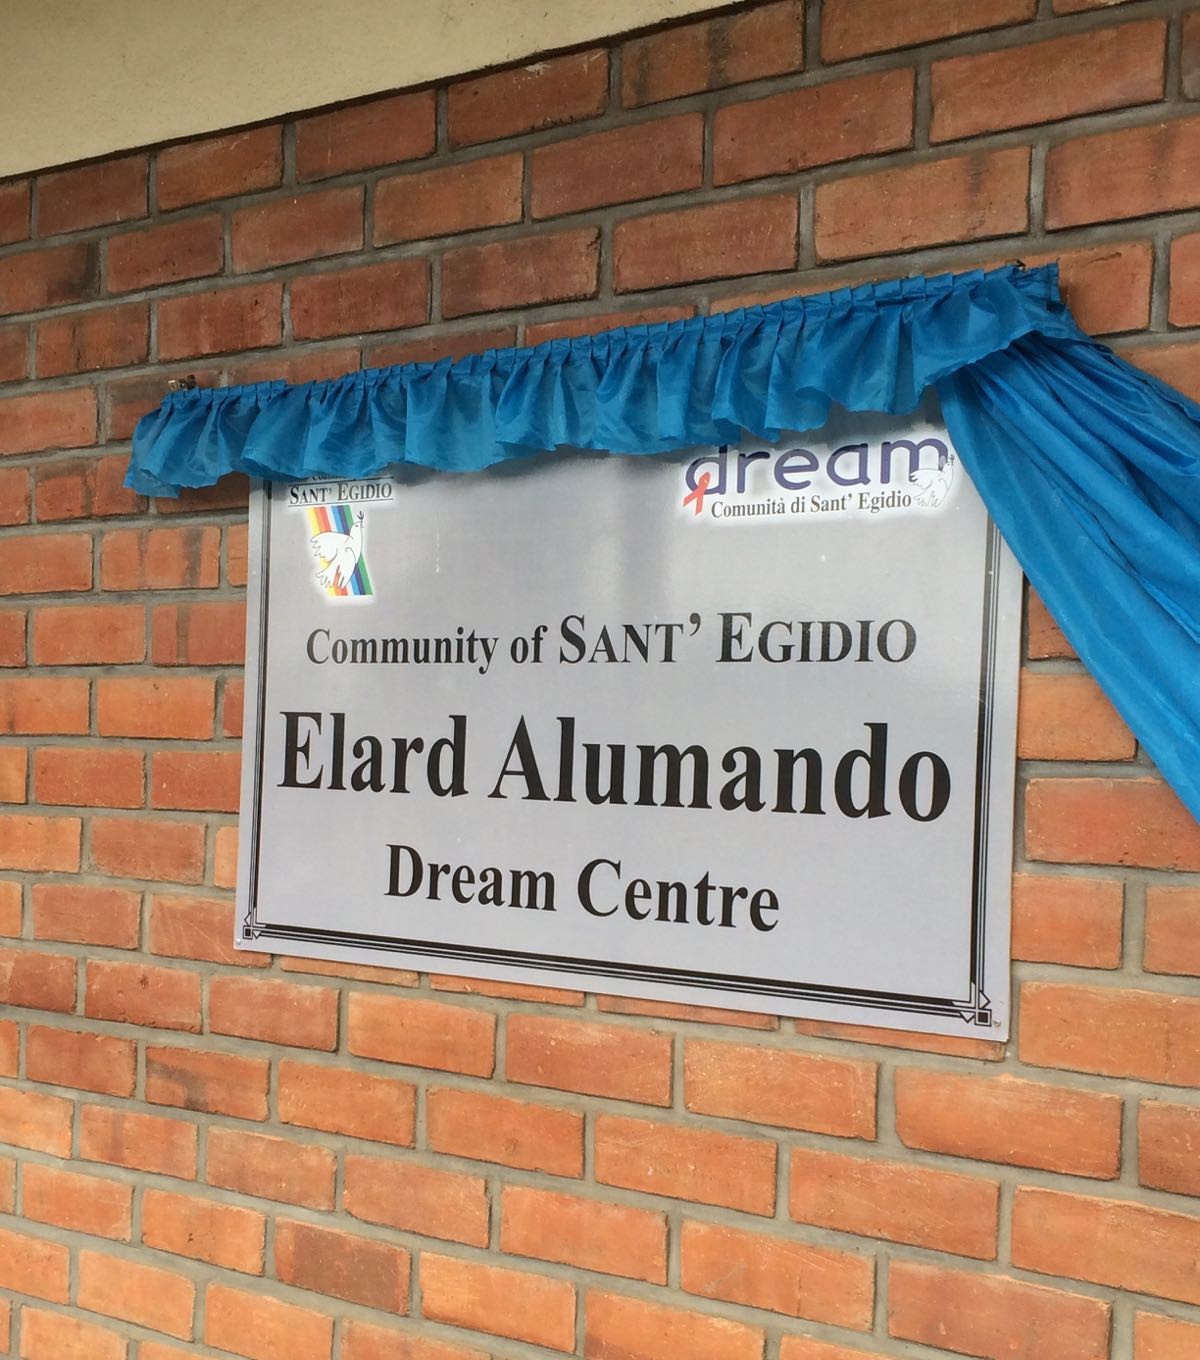 SANT' EGIDIO
dream
Comunità di Sant' Egidio
Community of SANT' EGIDIO
Elard Alumando
Dream Centre